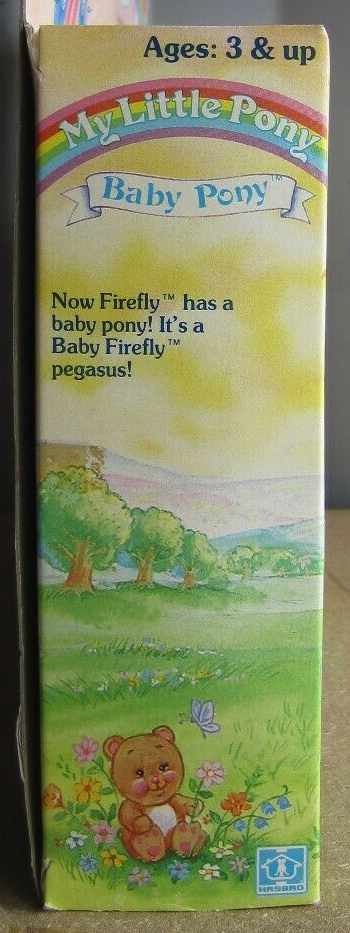 Ages: 3 & up
My Little Pony
Baby Pony™
Now Firefly™ has a
baby pony! It's a
Baby Firefly™
pegasus!
HASBRO